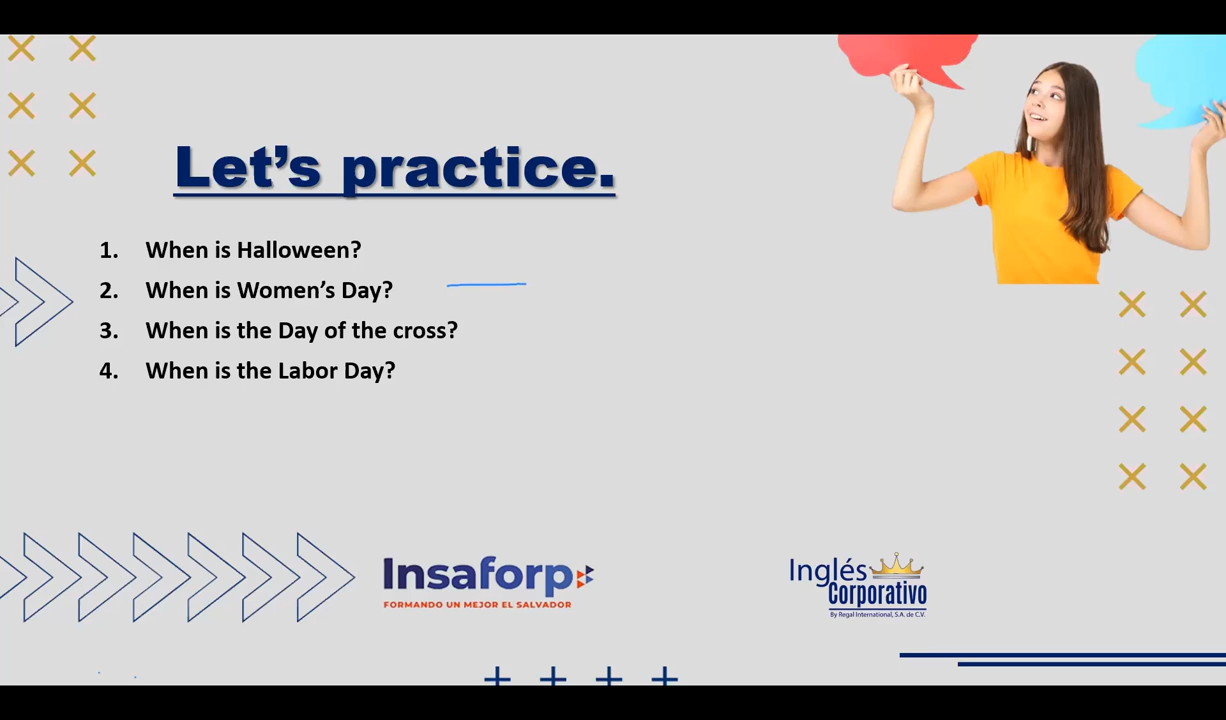 Let's practice.
1. When is Halloween?
2. When is Women's Day?
3. When is the Day of the cross?
4. When is the Labor Day?
Insaforp
FORMANDO UN MEJOR EL SALVADOR
Inglés
Corporativo
By Regal International, S.A. de C.V.